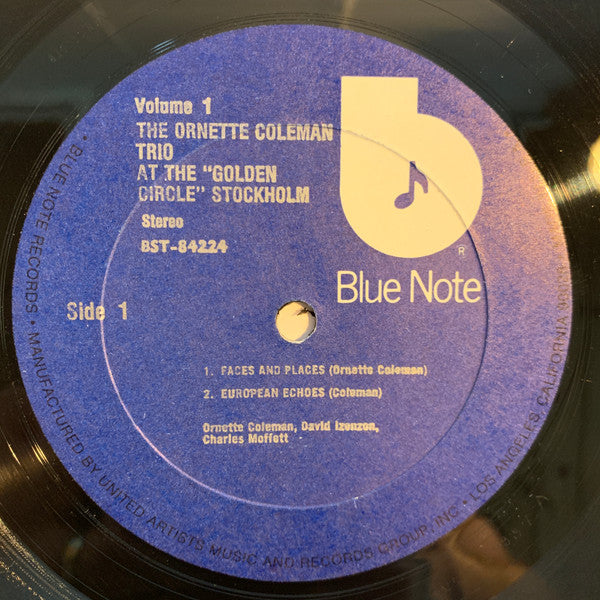 Volume 1
THE ORNETTE COLEMAN
TRIO
AT THE "GOLDEN
CIRCLE" STOCKHOLM
Stereo
BST-84224
R
Blue Note
Side 1
1. FACES AND PLACES (Ornette Coleman)
2. EUROPEAN ECHOES (Coleman)
Ornette Coleman, David Izenzon,
Charles Moffett
• BLUE NOTE RECORDS • MANUFACTURED BY UNITED ARTISTS MUSIC AND RECORDS GROUP, INC. • LOS ANGELES, CALIFORNIA